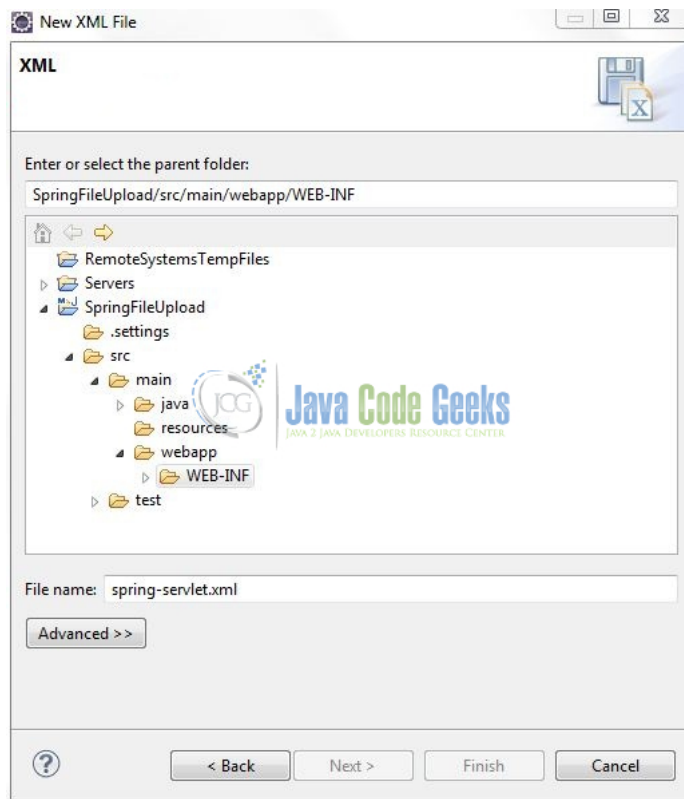 New XML File
XML
Enter or select the parent folder:
SpringFileUpload/src/main/webapp/WEB-INF
RemoteSystemsTempFiles
Servers
SpringFileUpload
.settings
src
main
java
resources
webapp
WEB-INF
test
JCG
Java Code Geeks
JAVA 2 JAVA DEVELOPERS RESOURCE CENTER
File name: spring-servlet.xml
Advanced >>
? < Back Next > Finish Cancel